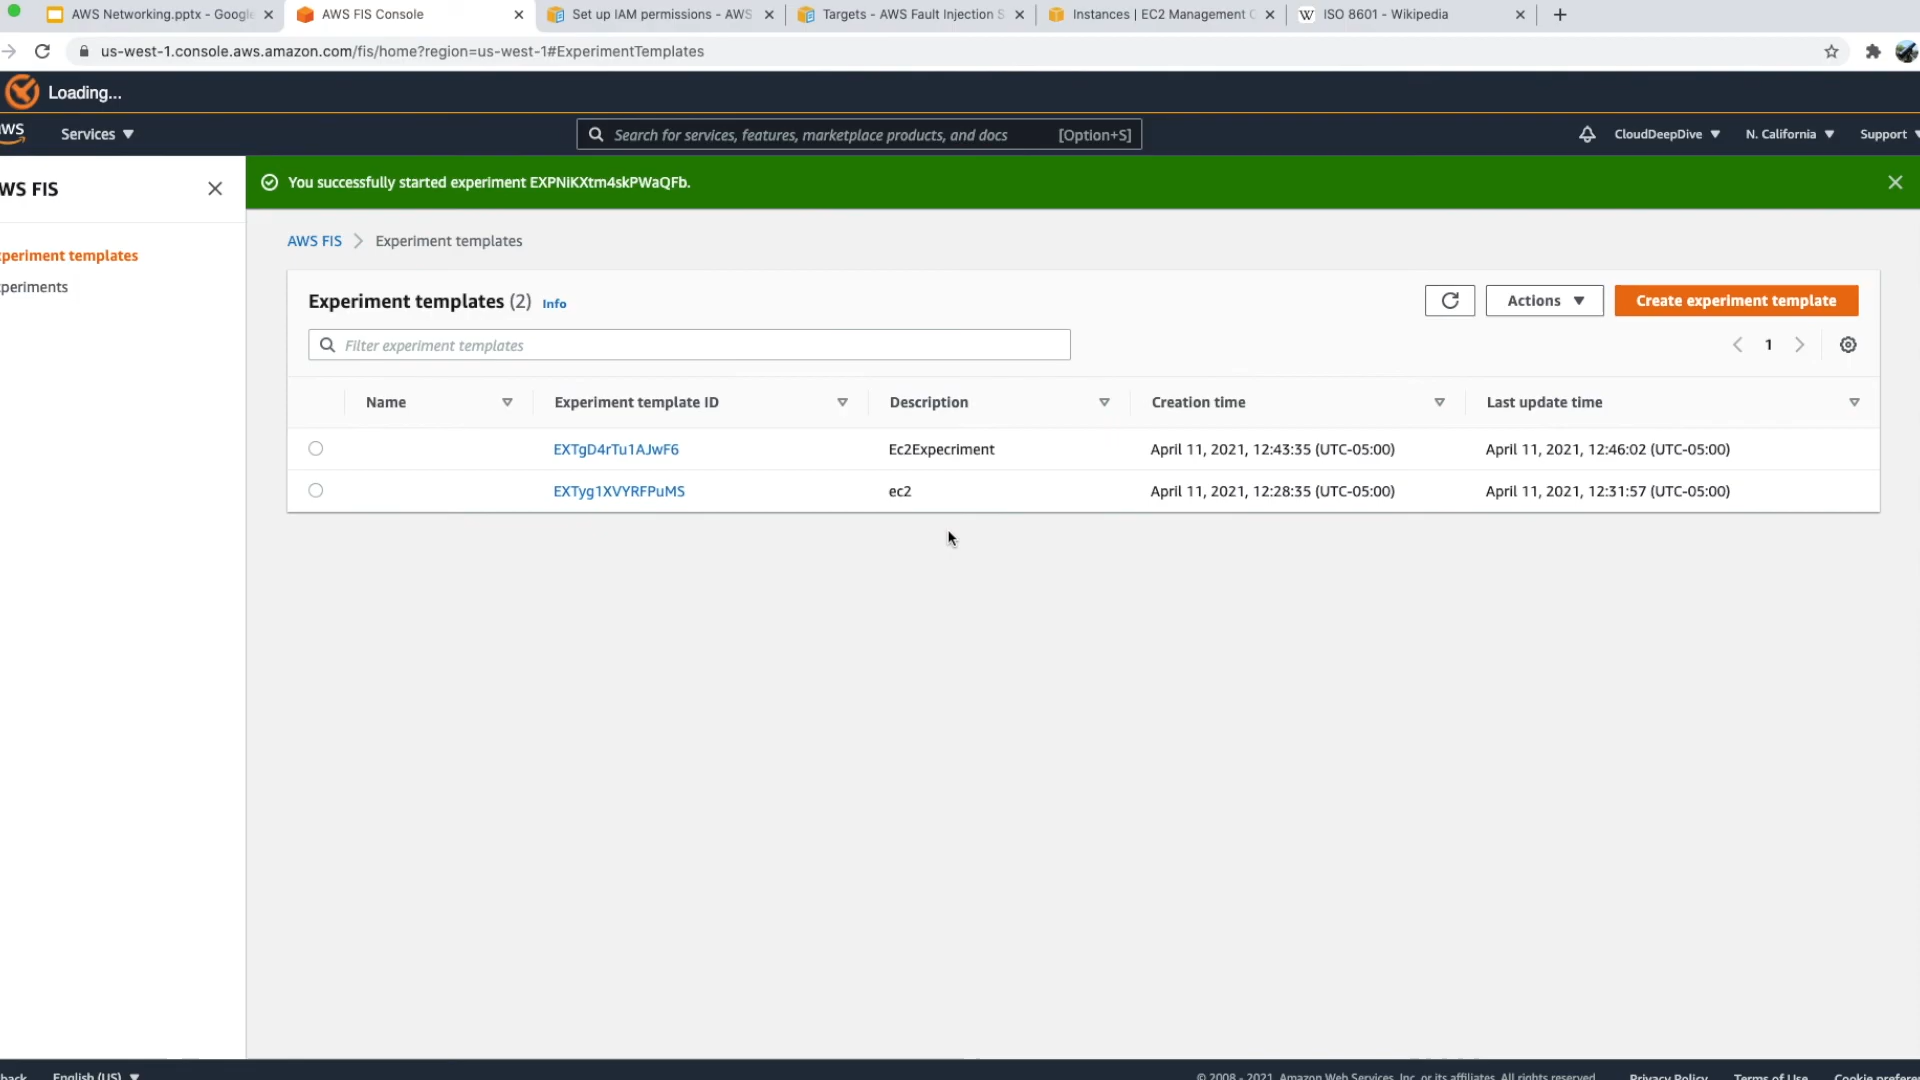 AWS Networking.pptx - Google
AWS FIS Console
Set up IAM permissions - AWS
Targets - AWS Fault Injection S
Instances | EC2 Management C
W ISO 8601 - Wikipedia
us-west-1.console.aws.amazon.com/fis/home?region=us-west-1#ExperimentTemplates
Loading...
aws
Services ▼
Search for services, features, marketplace products, and docs [Option+S]
CloudDeepDive ▼
N. California ▼
Support
WS FIS
You successfully started experiment EXPNiKXtm4skPWaQFb.
AWS FIS > Experiment templates
periment templates
periments
Experiment templates (2) Info
Actions ▼
Create experiment template
Filter experiment templates
1
Name Experiment template ID Description Creation time Last update time
EXTgD4rTu1AJwF6 Ec2Expecriment April 11, 2021, 12:43:35 (UTC-05:00) April 11, 2021, 12:46:02 (UTC-05:00)
EXTyg1XVYRFPuMS ec2 April 11, 2021, 12:28:35 (UTC-05:00) April 11, 2021, 12:31:57 (UTC-05:00)
back English (US) ▼ © 2008 - 2021, Amazon Web Services, Inc. or its affiliates. All rights reserved. Privacy Policy Terms of Use Cookie prefere